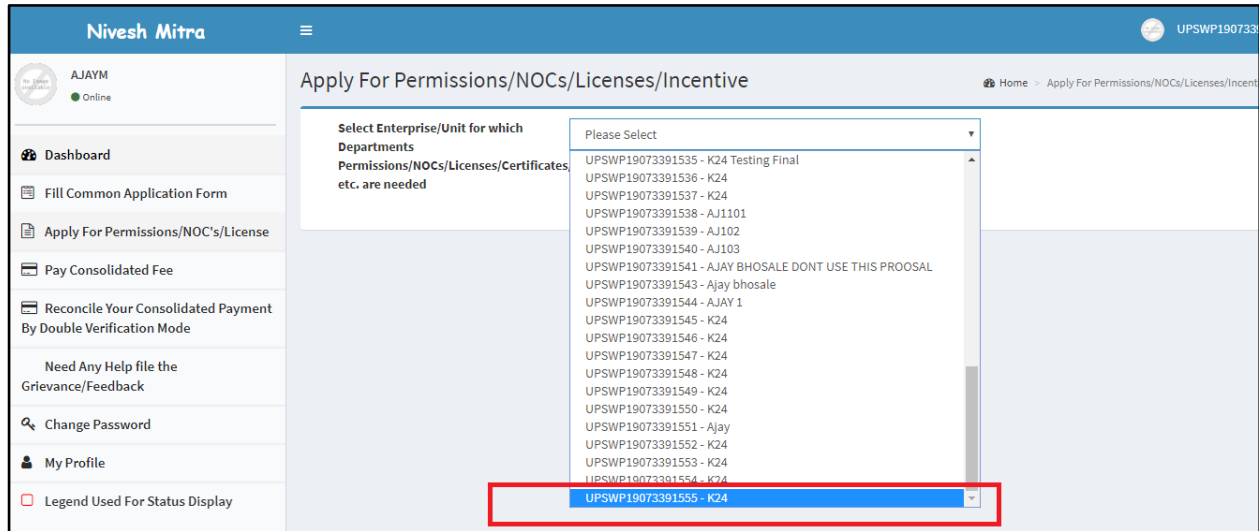 Nivesh Mitra
UPSWP1907339
AJAYM
Online
Dashboard
Fill Common Application Form
Apply For Permissions/NOC's/License
Pay Consolidated Fee
Reconcile Your Consolidated Payment
By Double Verification Mode
Need Any Help file the
Grievance/Feedback
Change Password
My Profile
Legend Used For Status Display
Apply For Permissions/NOCs/Licenses/Incentive
Home > Apply For Permissions/NOCs/Licenses/Incent
Select Enterprise/Unit for which
Departments
Permissions/NOCs/Licenses/Certificates,
etc. are needed
Please Select
UPSWP19073391535 - K24 Testing Final
UPSWP19073391536 - K24
UPSWP19073391537 - K24
UPSWP19073391538 - AJ1101
UPSWP19073391539 - AJ102
UPSWP19073391540 - AJ103
UPSWP19073391541 - AJAY BHOSALE DONT USE THIS PROOSAL
UPSWP19073391543 - Ajay bhosale
UPSWP19073391544 - AJAY 1
UPSWP19073391545 - K24
UPSWP19073391546 - K24
UPSWP19073391547 - K24
UPSWP19073391548 - K24
UPSWP19073391549 - K24
UPSWP19073391550 - K24
UPSWP19073391551 - Ajay
UPSWP19073391552 - K24
UPSWP19073391553 - K24
UPSWP19073391554 - K24
UPSWP19073391555 - K24